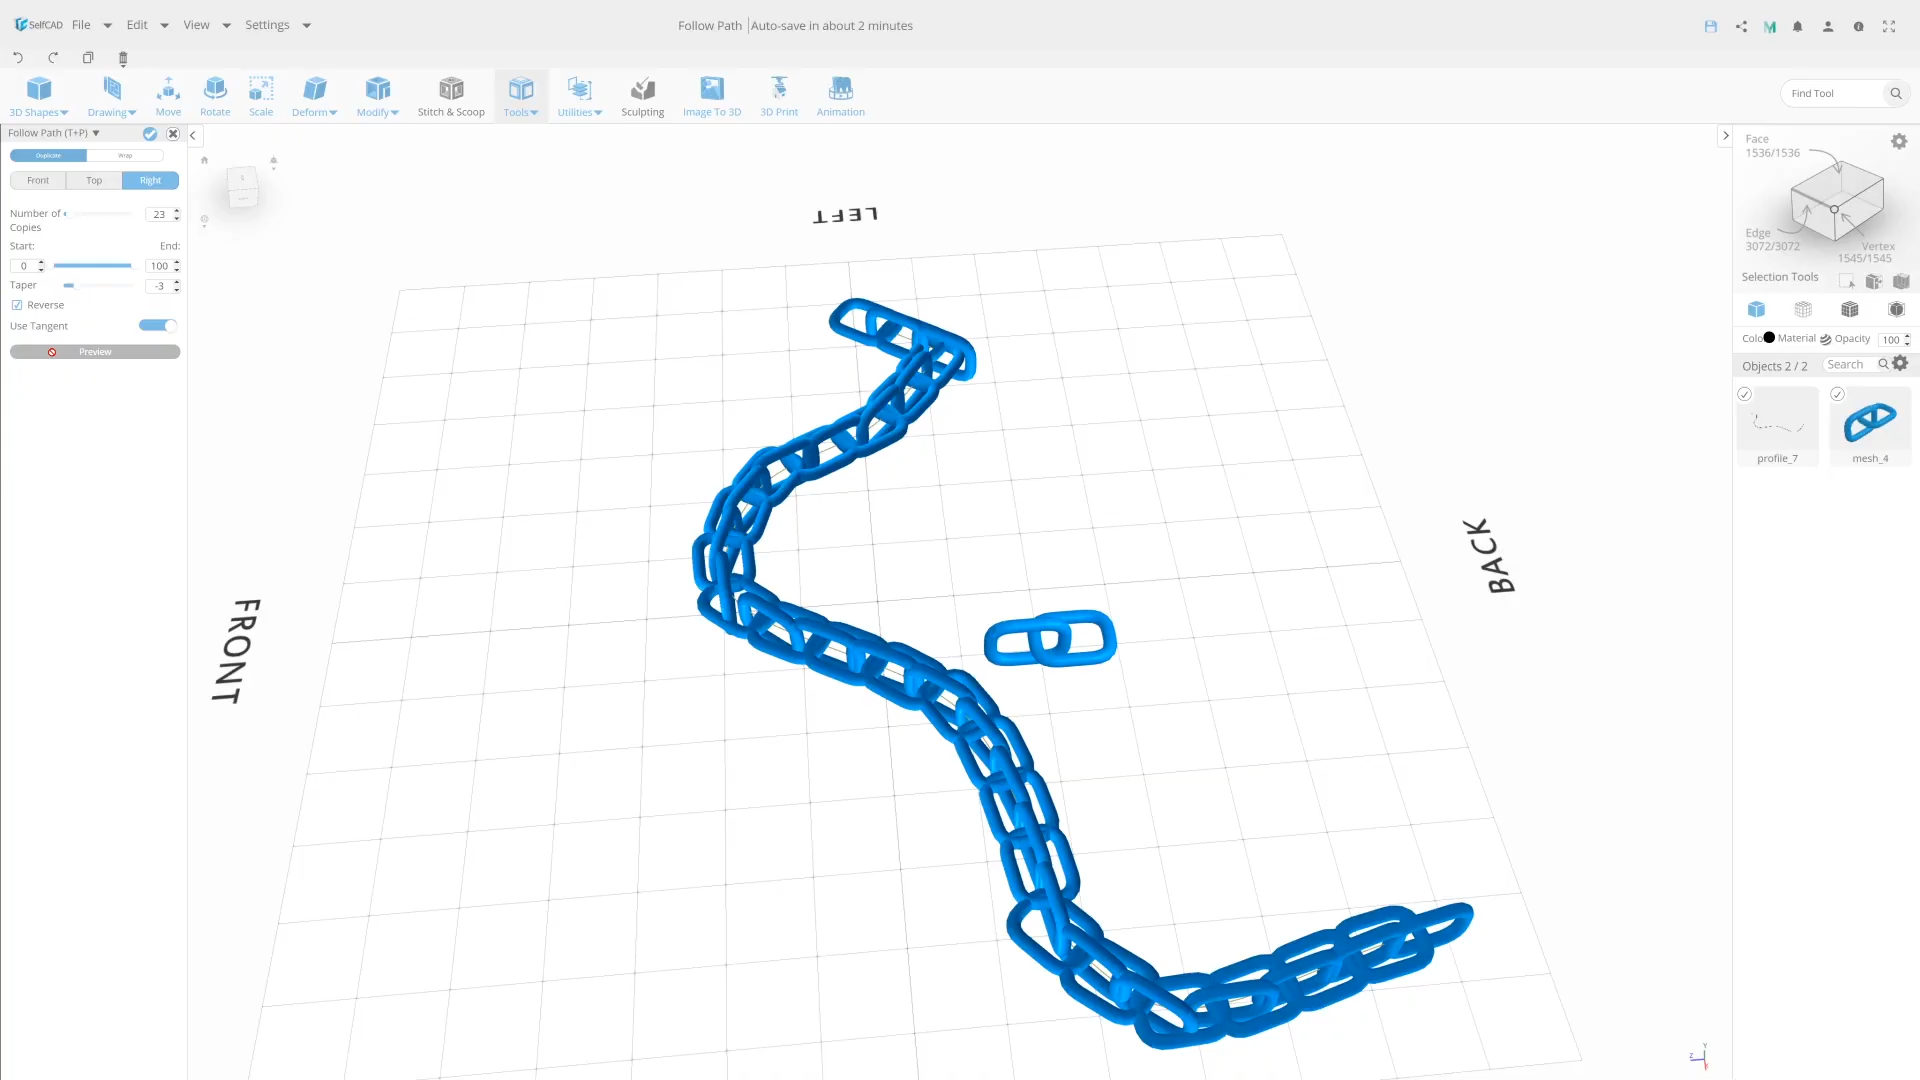 SelfCAD File Edit View Settings
Follow Path | Auto-save in about 2 minutes
3D Shapes Drawing Move Rotate Scale Deform Modify Stitch & Scoop Tools Utilities Sculpting Image To 3D 3D Print Animation
Find Tool
Follow Path (T+P)
Duplicate Wrap
Front Top Right
Number of Copies 23
Start: End:
0 100
Taper -3
Reverse
Use Tangent
Preview
LEFT
FRONT
BACK
Face
1536/1536
Edge
3072/3072
Vertex
1545/1545
Selection Tools
Colo Material Opacity 100
Objects 2 / 2 Search
profile_7 mesh_4
Y
Z